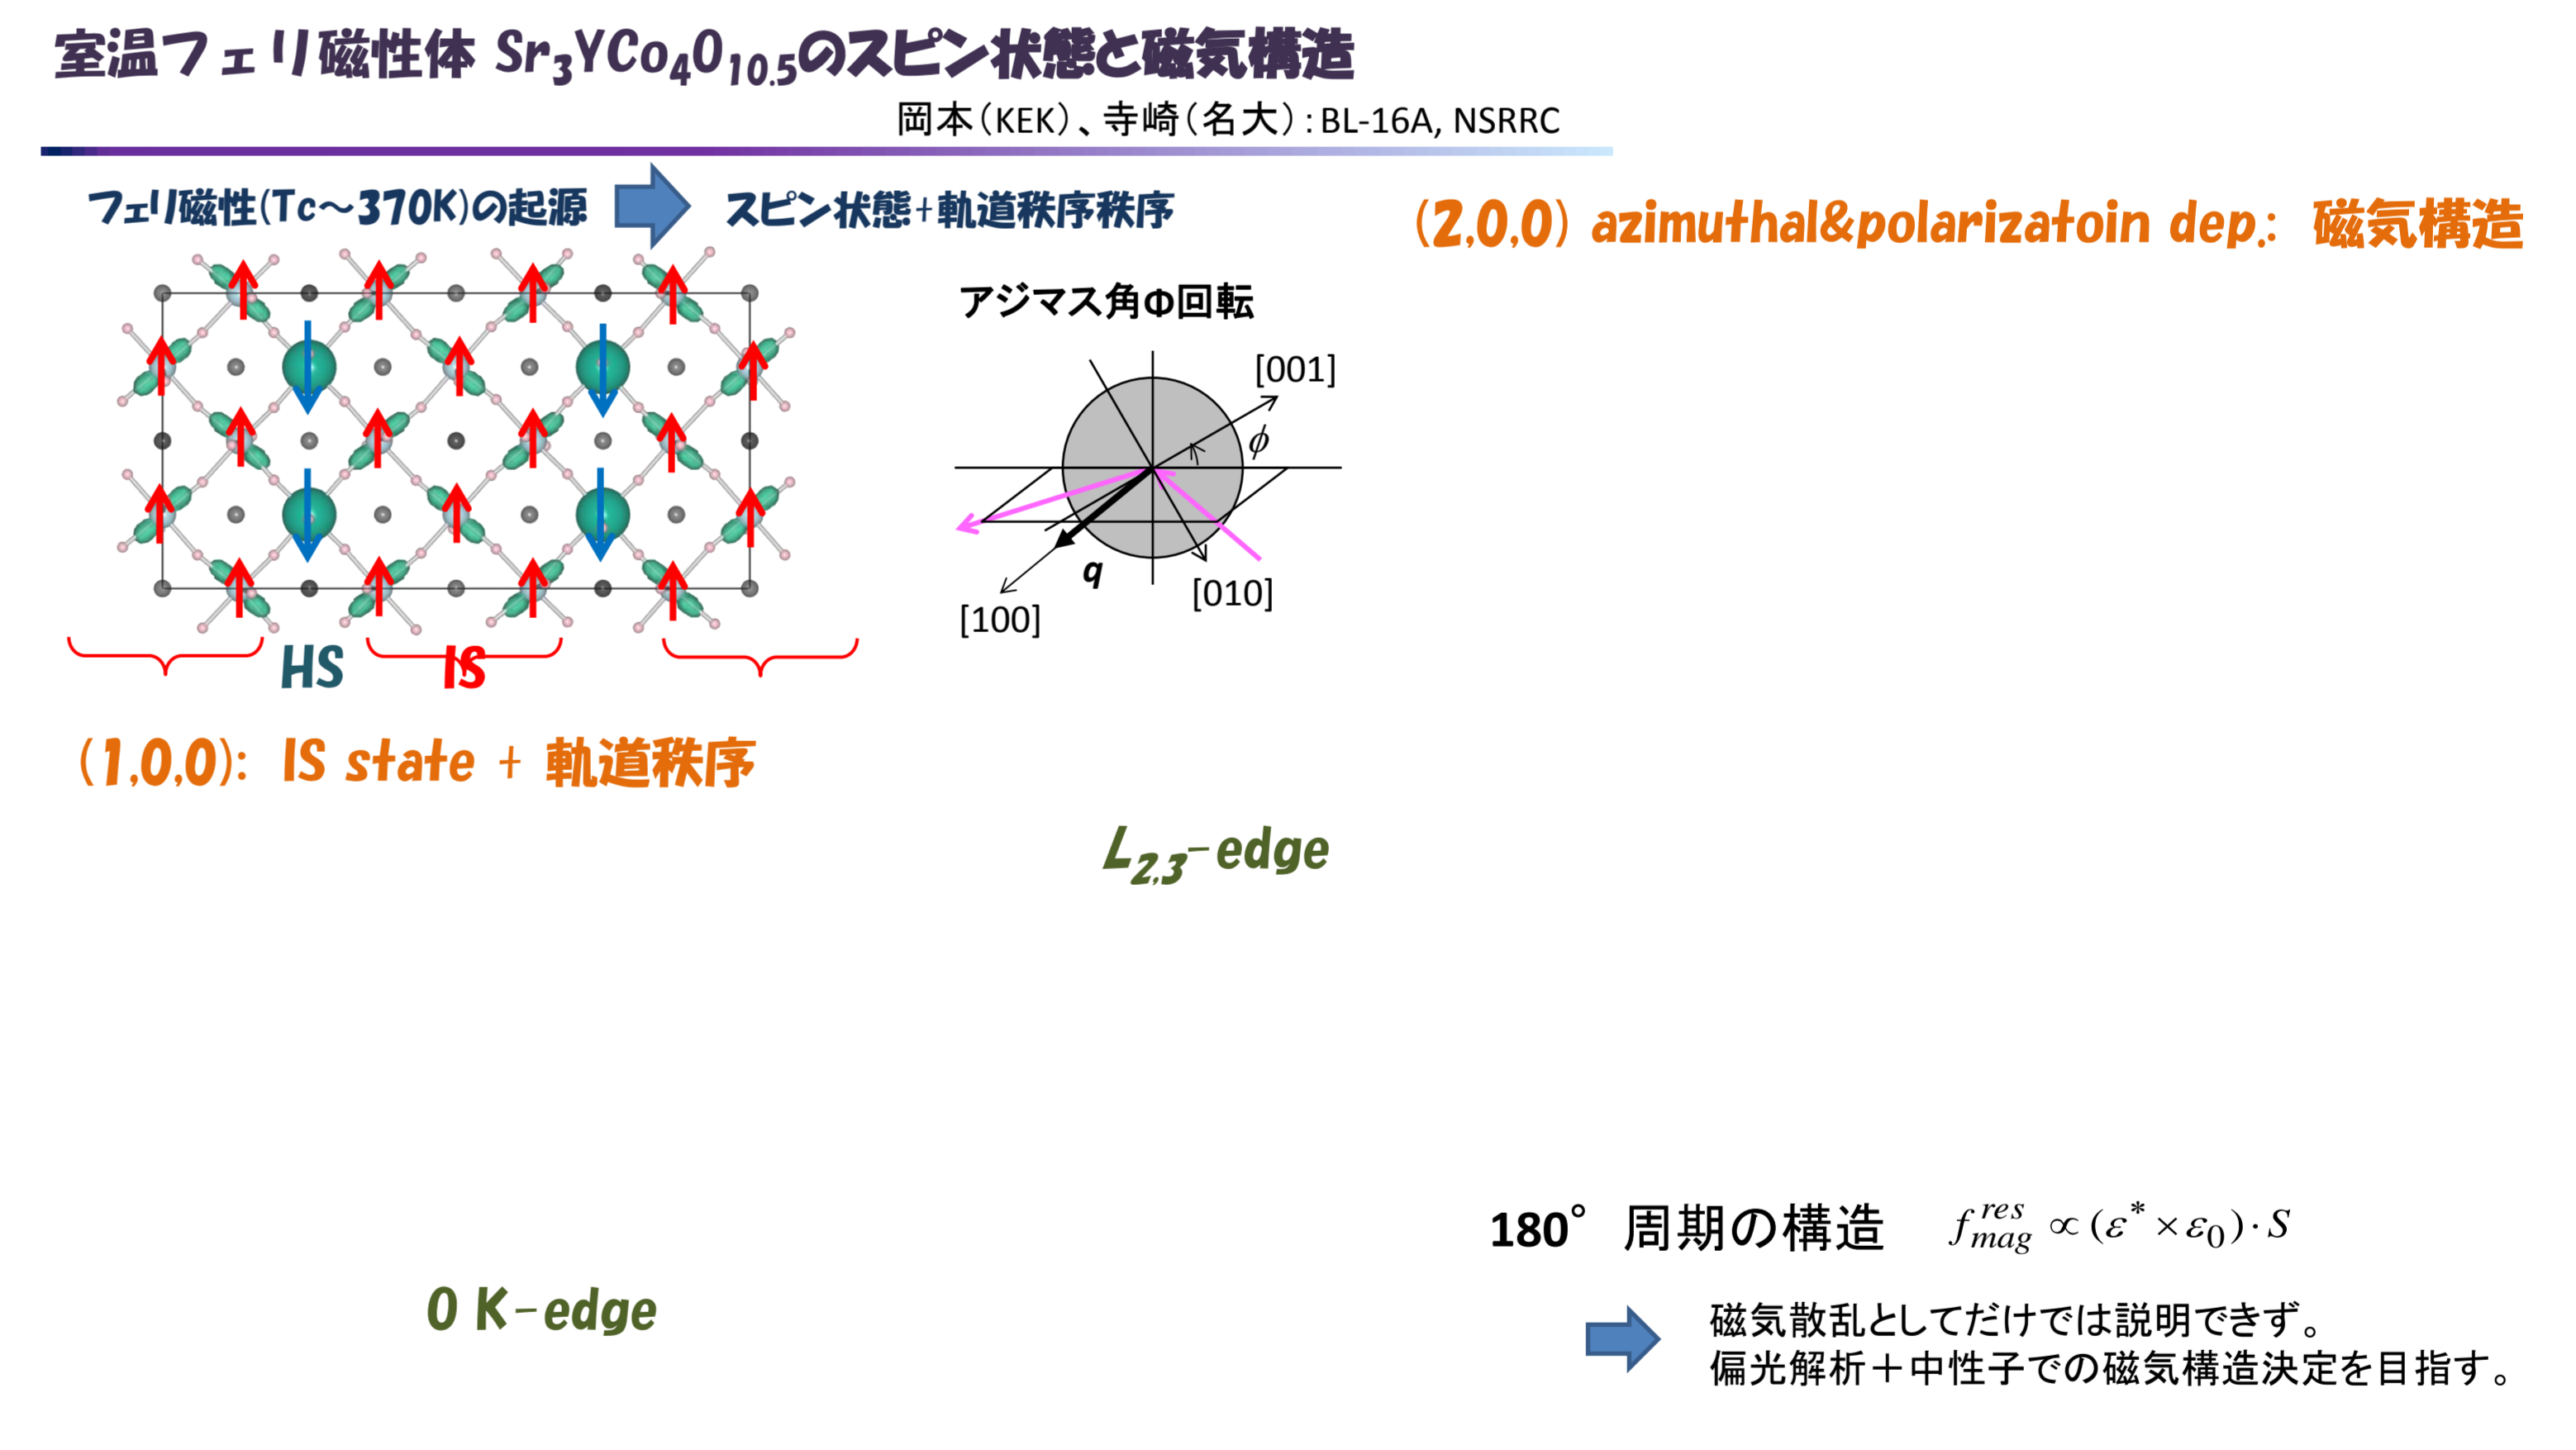 室温フェリ磁性体 Sr3YCo4O10.5のスピン状態と磁気構造
岡本（KEK）、寺崎（名大）：BL-16A, NSRRC
フェリ磁性(Tc～370K)の起源
スピン状態+軌道秩序秩序
(2,0,0) azimuthal&polarizatoin dep.: 磁気構造
アジマス角Φ回転
[001]
ϕ
q
[010]
[100]
HS
IS
(1,0,0): IS state + 軌道秩序
L2,3-edge
180°周期の構造
f_mag^res ∝ (ε* × ε0)·S
O K-edge
磁気散乱としてだけでは説明できず。
偏光解析＋中性子での磁気構造決定を目指す。